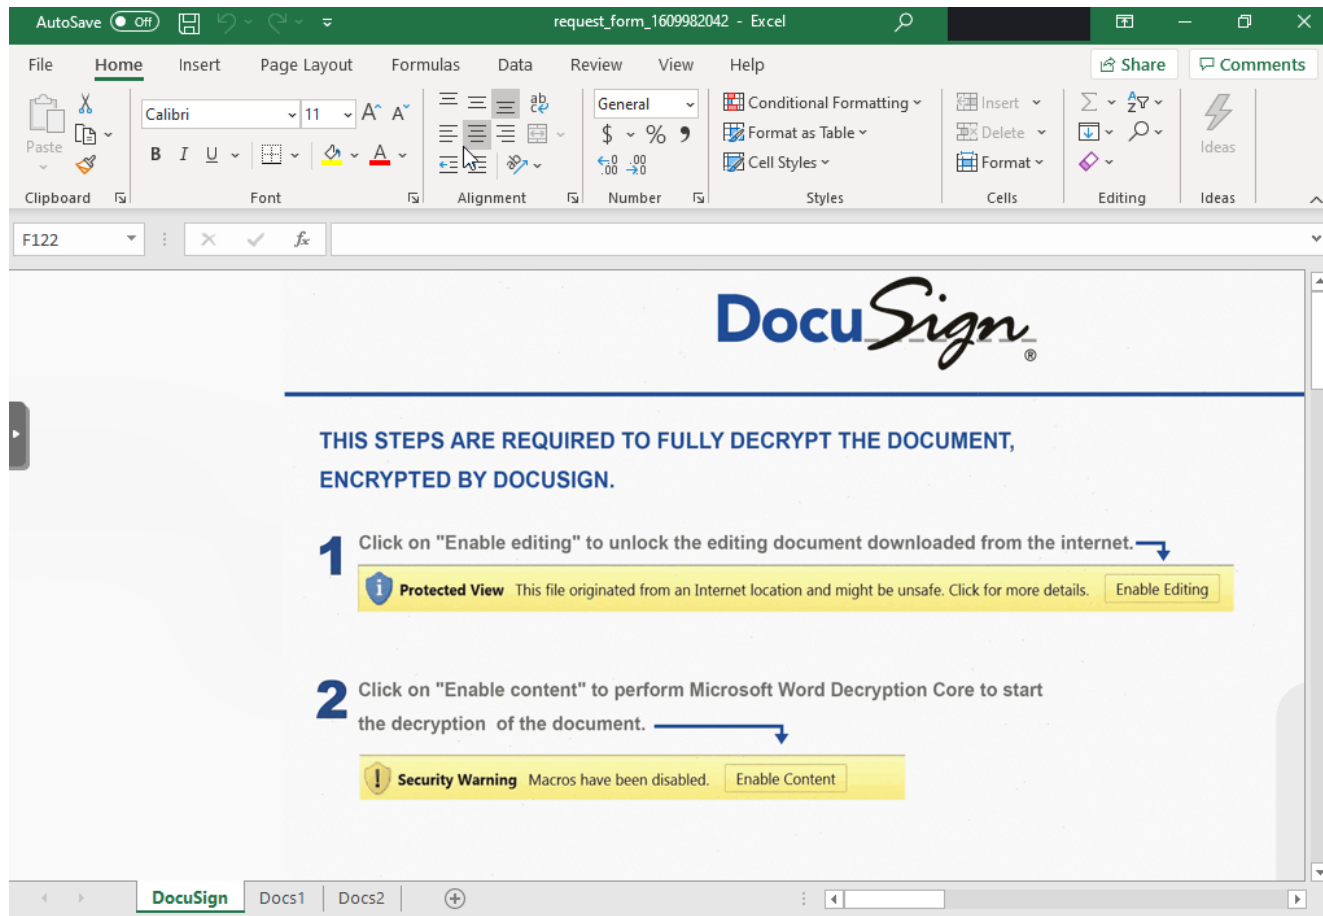 AutoSave Off request_form_1609982042 - Excel
File Home Insert Page Layout Formulas Data Review View Help Share Comments
Paste
Calibri 11 A A ab c
General
B I U A
$ % 9
.00 .00
Conditional Formatting
Format as Table
Cell Styles
Insert
Delete
Format
Σ A Z
Ideas
Clipboard Font Alignment Number Styles Cells Editing Ideas
F122 fx
DocuSign®
THIS STEPS ARE REQUIRED TO FULLY DECRYPT THE DOCUMENT,
ENCRYPTED BY DOCUSIGN.
1 Click on "Enable editing" to unlock the editing document downloaded from the internet.
Protected View This file originated from an Internet location and might be unsafe. Click for more details. Enable Editing
2 Click on "Enable content" to perform Microsoft Word Decryption Core to start
the decryption of the document.
Security Warning Macros have been disabled. Enable Content
DocuSign Docs1 Docs2